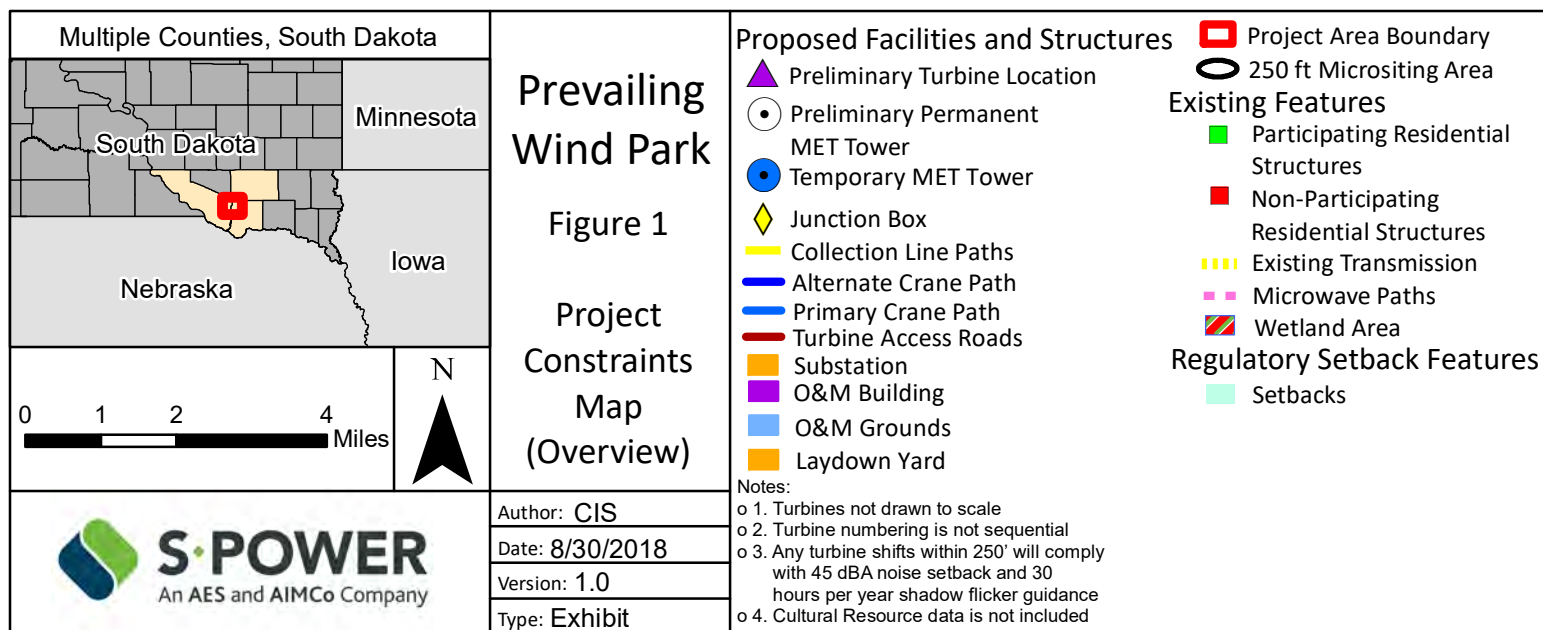 Multiple Counties, South Dakota
Minnesota
South Dakota
Iowa
Nebraska
N
0 1 2 4
Miles
S·POWER
An AES and AIMCo Company
Prevailing
Wind Park
Figure 1
Project
Constraints
Map
(Overview)
Author: CIS
Date: 8/30/2018
Version: 1.0
Type: Exhibit
Proposed Facilities and Structures
Preliminary Turbine Location
Preliminary Permanent
MET Tower
Temporary MET Tower
Junction Box
Collection Line Paths
Alternate Crane Path
Primary Crane Path
Turbine Access Roads
Substation
O&M Building
O&M Grounds
Laydown Yard
Notes:
o 1. Turbines not drawn to scale
o 2. Turbine numbering is not sequential
o 3. Any turbine shifts within 250' will comply
with 45 dBA noise setback and 30
hours per year shadow flicker guidance
o 4. Cultural Resource data is not included
Project Area Boundary
250 ft Micrositing Area
Existing Features
Participating Residential
Structures
Non-Participating
Residential Structures
Existing Transmission
Microwave Paths
Wetland Area
Regulatory Setback Features
Setbacks